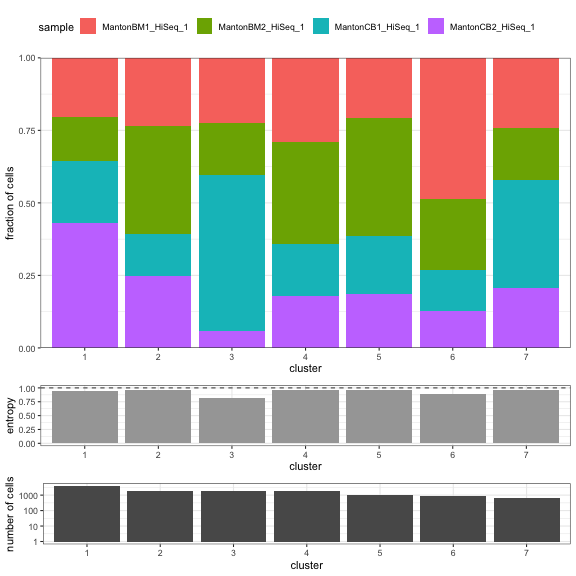 sample MantonBM1_HiSeq_1 MantonBM2_HiSeq_1 MantonCB1_HiSeq_1 MantonCB2_HiSeq_1
fraction of cells
1.00
0.75
0.50
0.25
0.00
1 2 3 4 5 6 7
cluster
entropy
1.00
0.75
0.50
0.25
0.00
1 2 3 4 5 6 7
cluster
number of cells
1000
100
10
1
1 2 3 4 5 6 7
cluster